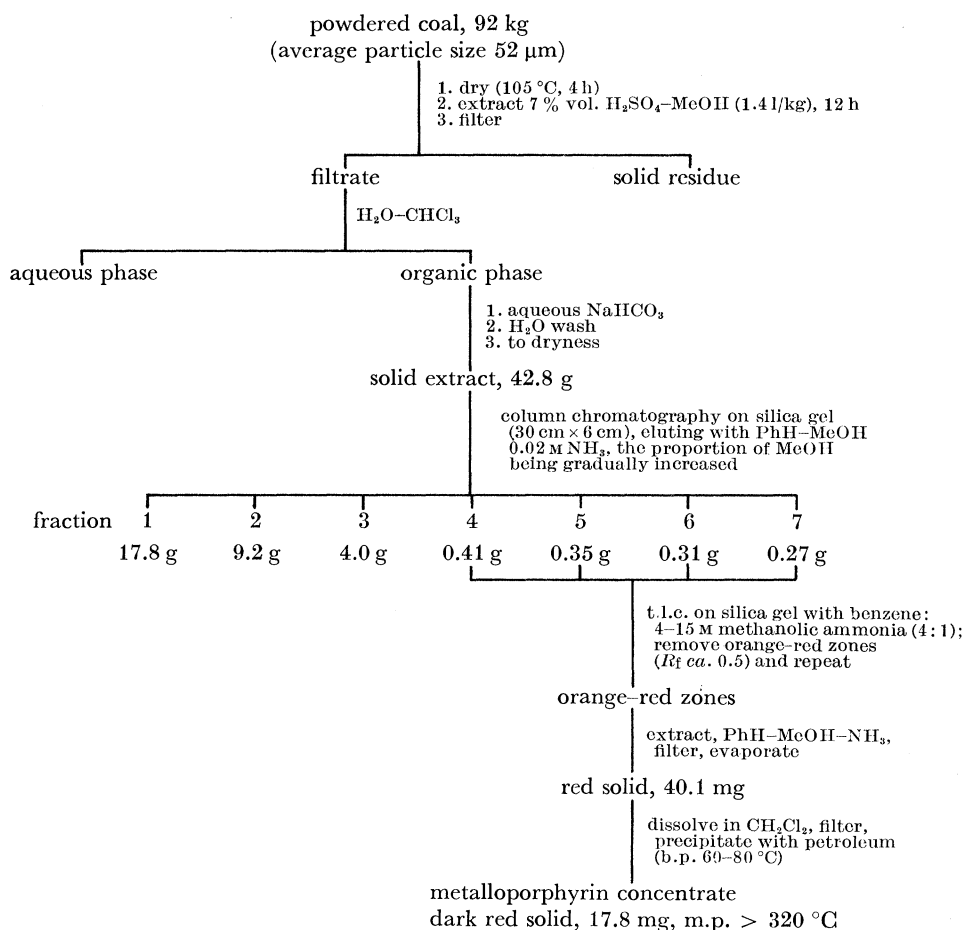 powdered coal, 92 kg
(average particle size 52 μm)
1. dry (105 °C, 4 h)
2. extract 7 % vol. H₂SO₄–MeOH (1.4 l/kg), 12 h
3. filter
filtrate
solid residue
H₂O–CHCl₃
aqueous phase
organic phase
1. aqueous NaHCO₃
2. H₂O wash
3. to dryness
solid extract, 42.8 g
column chromatography on silica gel
(30 cm × 6 cm), eluting with PhH–MeOH
0.02 M NH₃, the proportion of MeOH
being gradually increased
fraction 1 2 3 4 5 6 7
17.8 g 9.2 g 4.0 g 0.41 g 0.35 g 0.31 g 0.27 g
t.l.c. on silica gel with benzene:
4–15 M methanolic ammonia (4 : 1);
remove orange-red zones
(Rf ca. 0.5) and repeat
orange–red zones
extract, PhH–MeOH–NH₃,
filter, evaporate
red solid, 40.1 mg
dissolve in CH₂Cl₂, filter,
precipitate with petroleum
(b.p. 60–80 °C)
metalloporphyrin concentrate
dark red solid, 17.8 mg, m.p. > 320 °C